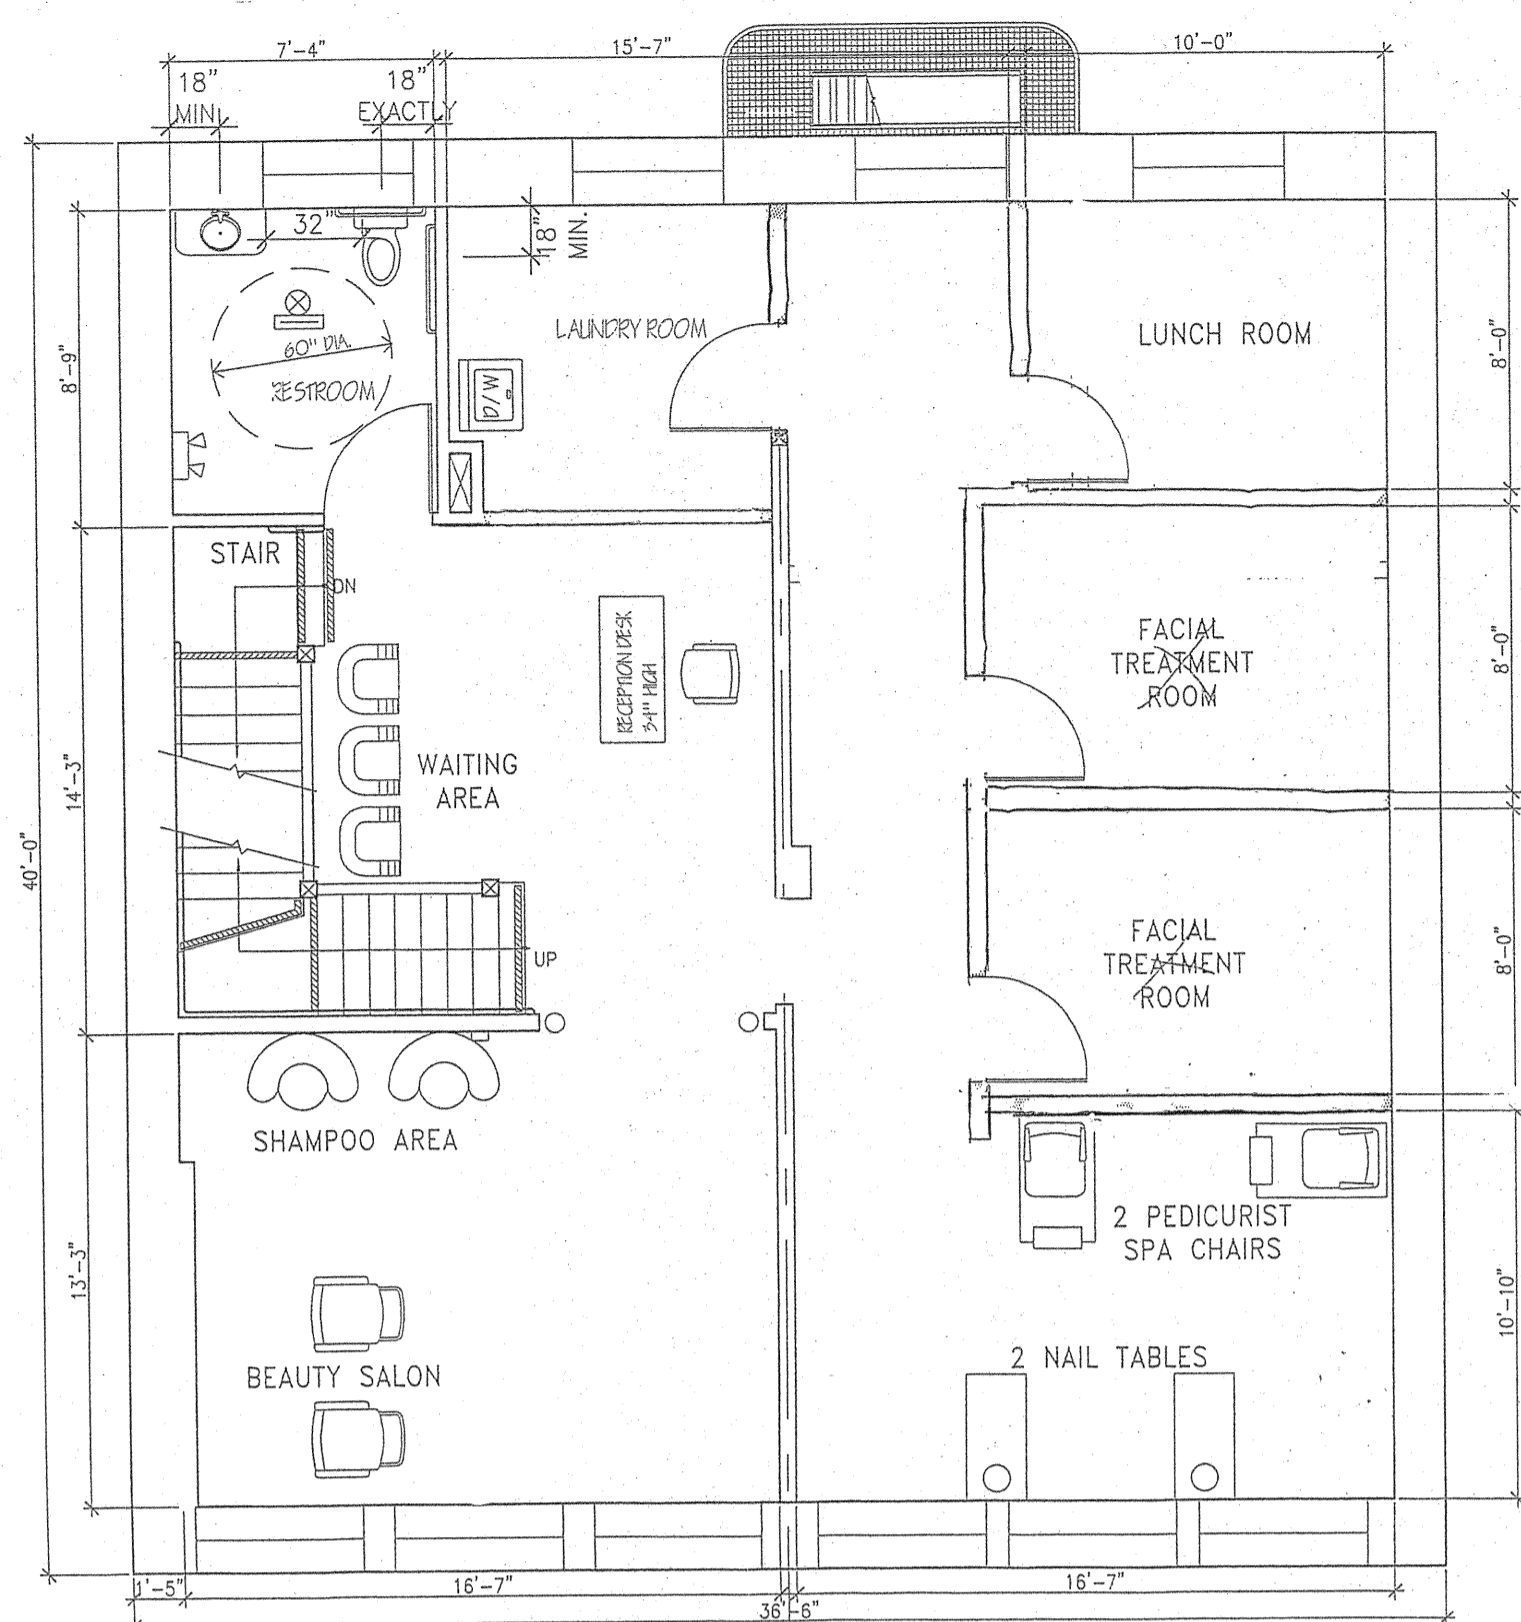 7'-4"
15'-7"
10'-0"
18"
MIN.
18"
EXACTLY
32"
18"
MIN.
60" DIA.
RESTROOM
LAUNDRY ROOM
W/D
LUNCH ROOM
8'-9"
8'-0"
STAIR
DN
RECEPTION DESK
34" HIGH
FACIAL
TREATMENT
ROOM
8'-0"
WAITING
AREA
14'-3"
40'-0"
UP
FACIAL
TREATMENT
ROOM
8'-0"
SHAMPOO AREA
2 PEDICURIST
SPA CHAIRS
13'-3"
10'-10"
2 NAIL TABLES
BEAUTY SALON
1'-5"
16'-7"
16'-7"
36'-6"